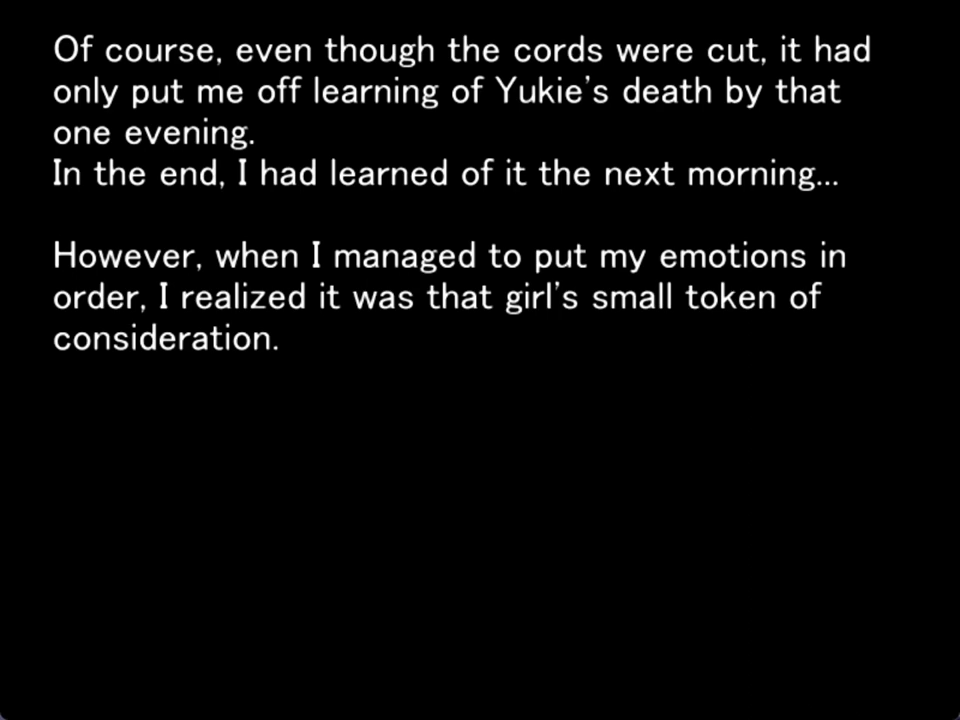 Of course, even though the cords were cut, it had
only put me off learning of Yukie's death by that
one evening.
In the end, I had learned of it the next morning...
However, when I managed to put my emotions in
order, I realized it was that girl's small token of
consideration.